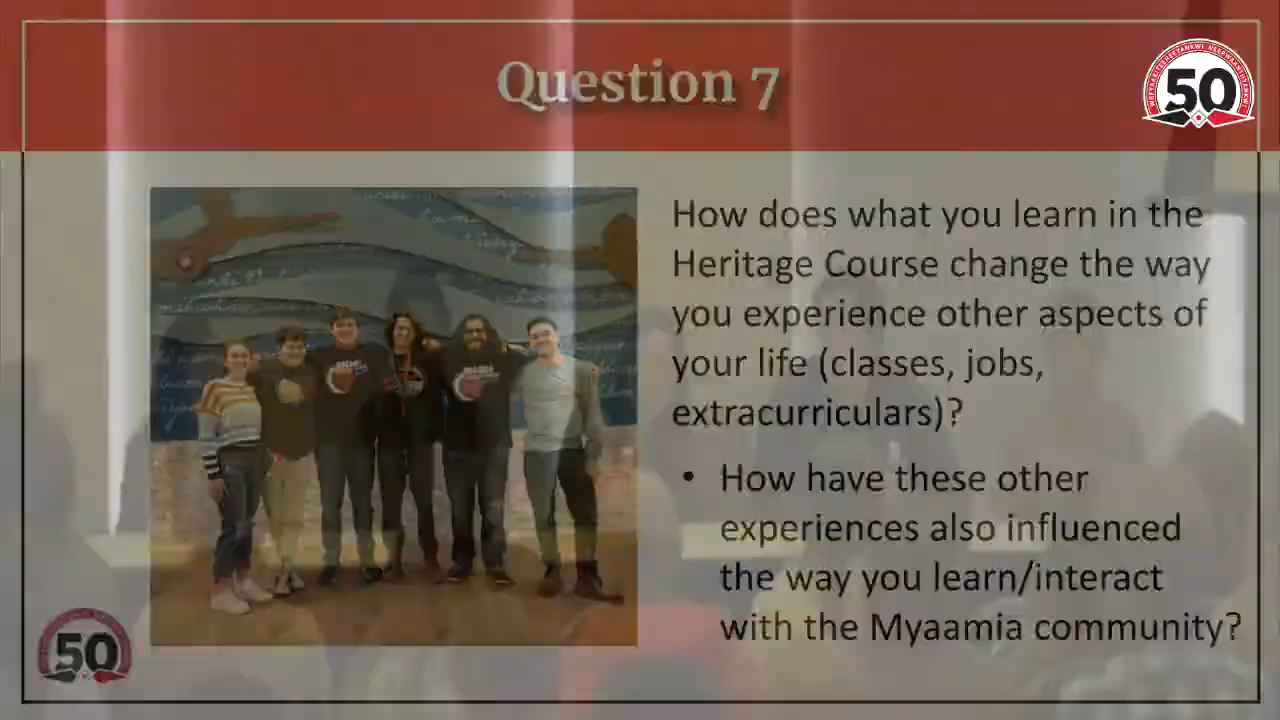 Question 7
50
How does what you learn in the
Heritage Course change the way
you experience other aspects of
your life (classes, jobs,
extracurriculars)?
• How have these other
experiences also influenced
the way you learn/interact
with the Myaamia community?
50